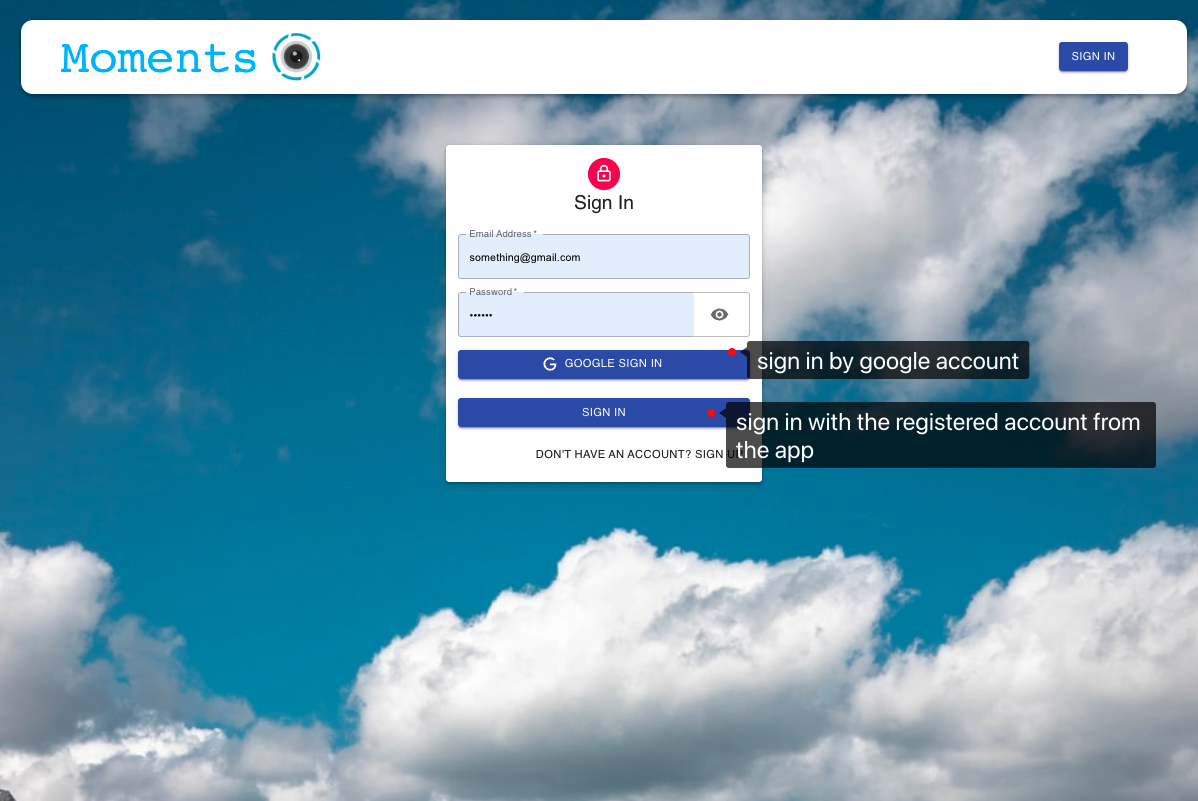 Moments
SIGN IN
Sign In
Email Address *
something@gmail.com
Password *
••••••
GOOGLE SIGN IN
sign in by google account
SIGN IN
sign in with the registered account from
the app
DON'T HAVE AN ACCOUNT? SIGN U